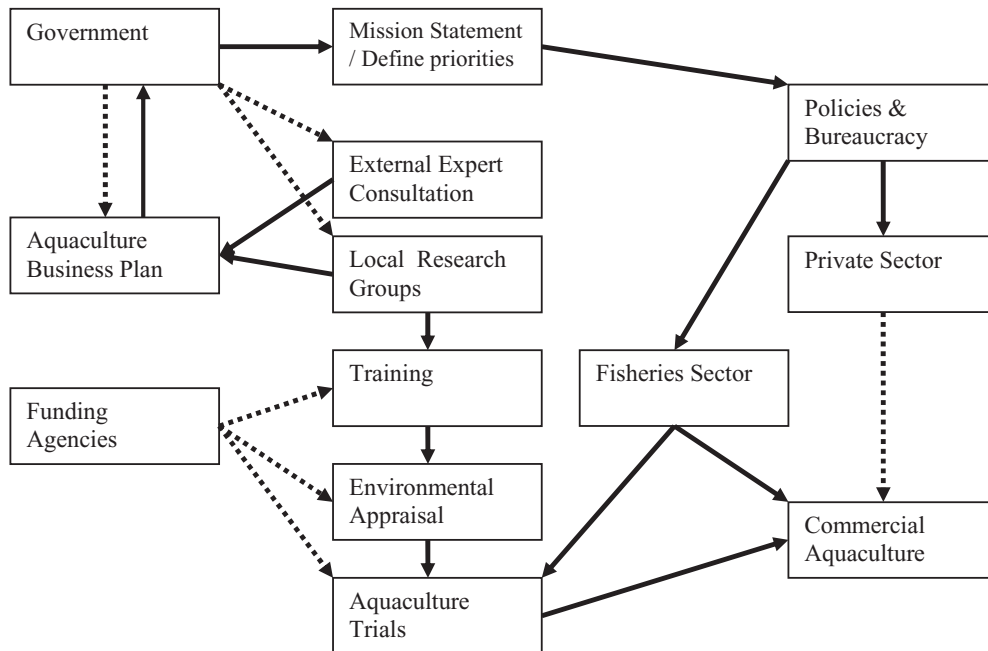 Government
Mission Statement
/ Define priorities
Policies &
Bureaucracy
External Expert
Consultation
Aquaculture
Business Plan
Local Research
Groups
Private Sector
Training
Fisheries Sector
Funding
Agencies
Environmental
Appraisal
Commercial
Aquaculture
Aquaculture
Trials